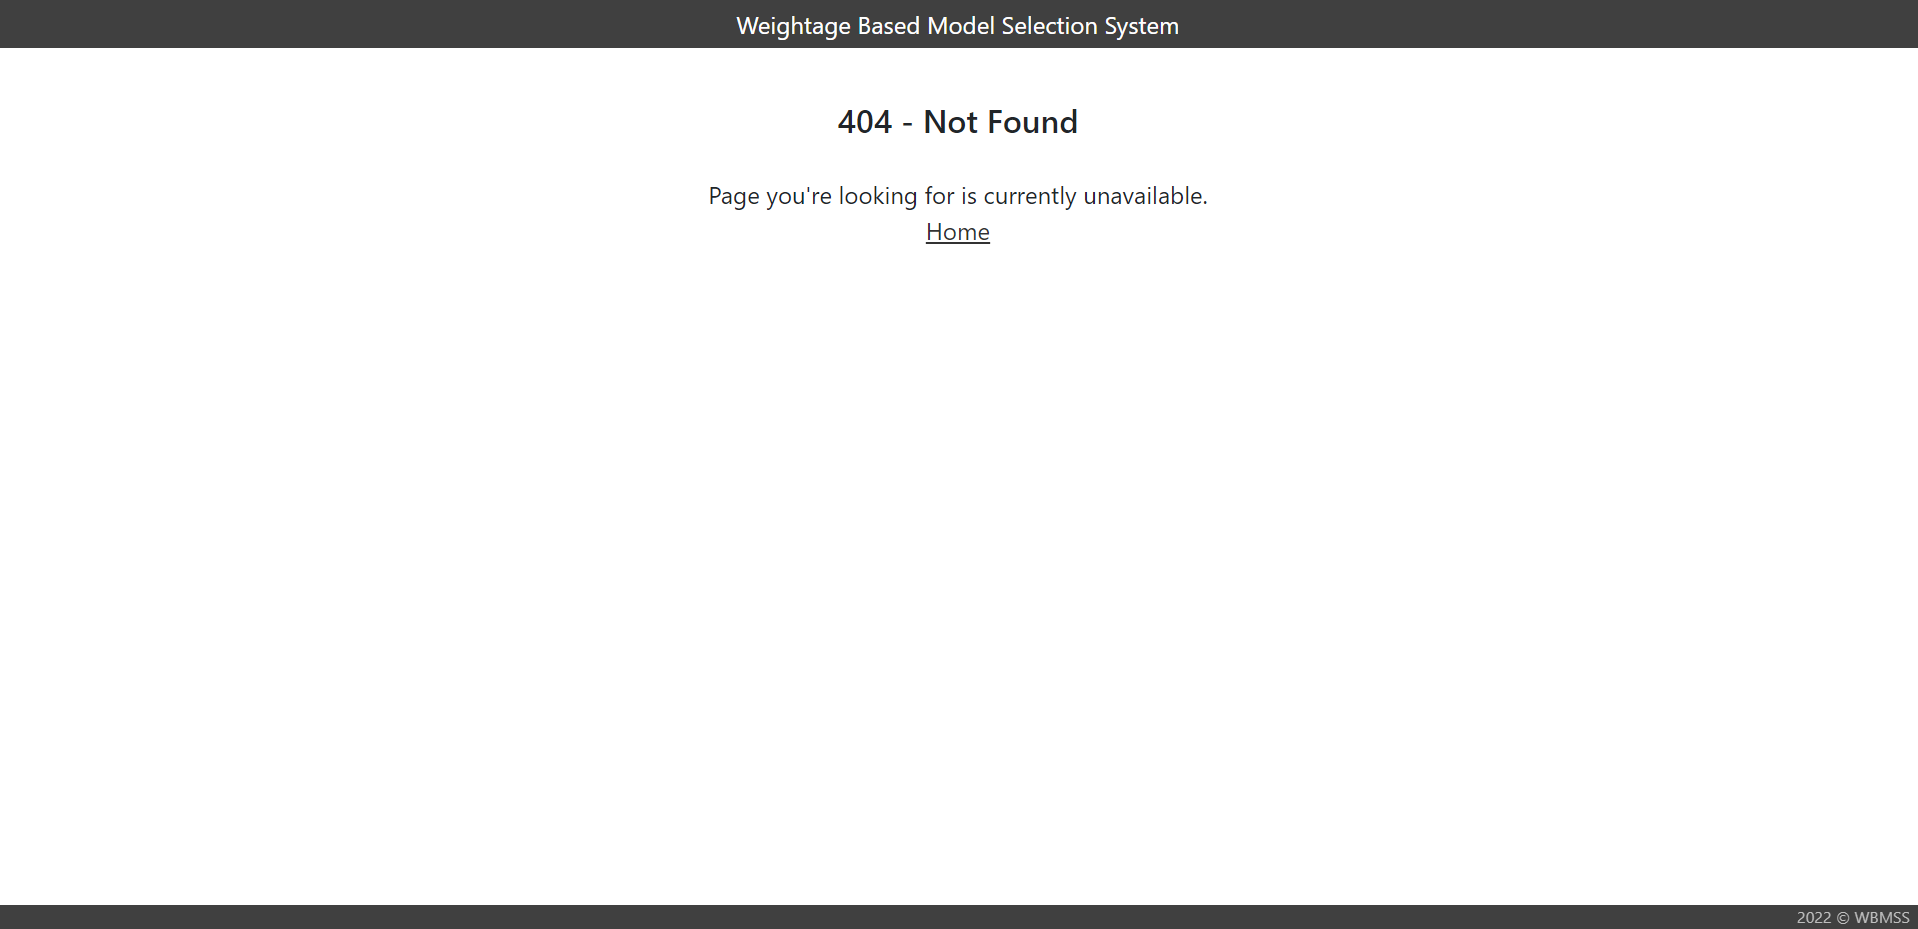 Weightage Based Model Selection System
404 - Not Found
Page you're looking for is currently unavailable.
Home
2022 © WBMSS